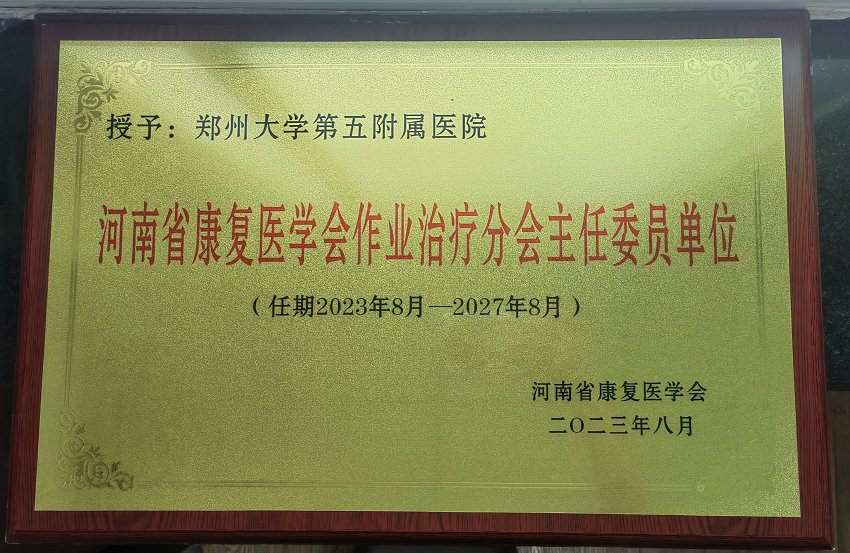 授予：郑州大学第五附属医院
河南省康复医学会作业治疗分会主任委员单位
（任期2023年8月—2027年8月）
河南省康复医学会
二〇二三年八月